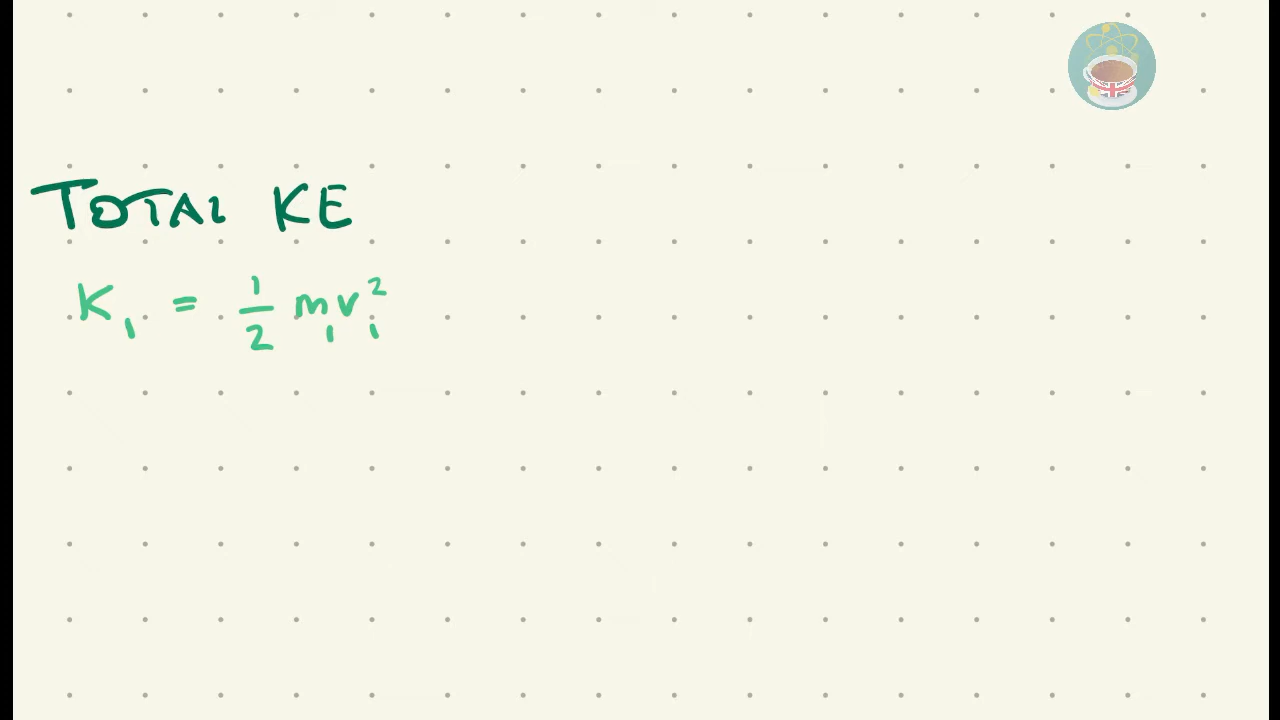 TOTAL KE
K₁ = 1/2 m₁v₁²